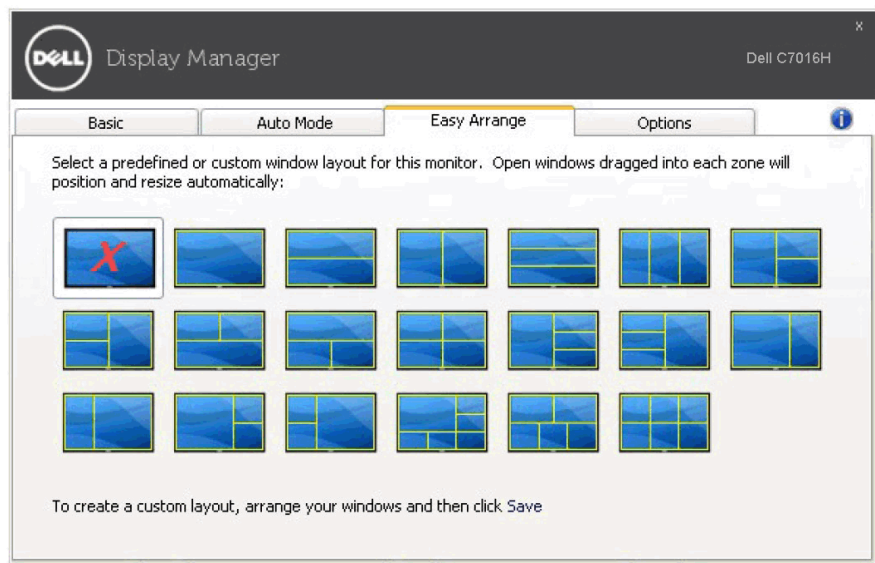 DELL
Display Manager
x
Dell C7016H
Basic
Auto Mode
Easy Arrange
Options
i
Select a predefined or custom window layout for this monitor. Open windows dragged into each zone will
position and resize automatically:
X
To create a custom layout, arrange your windows and then click Save